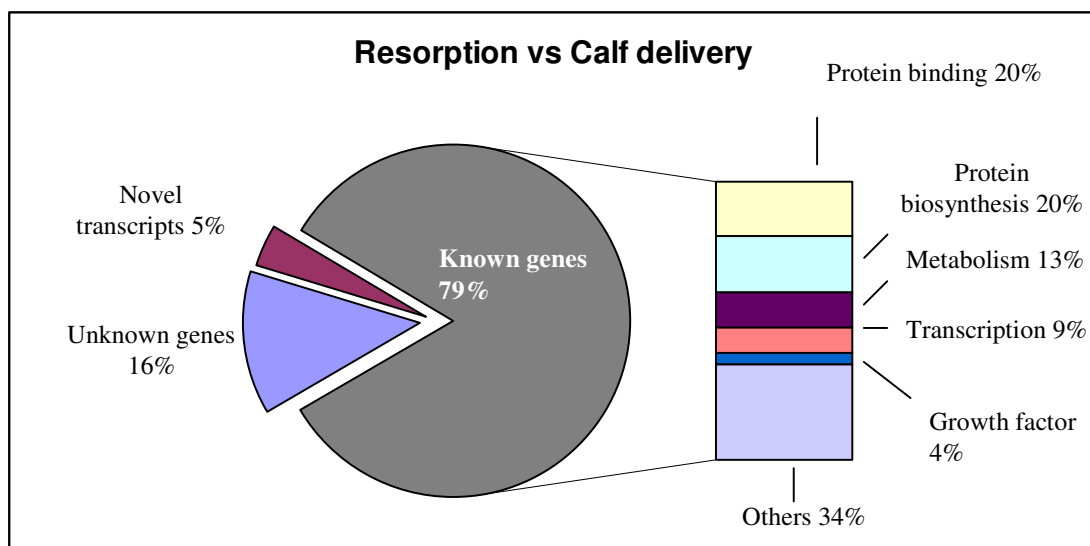 Resorption vs Calf delivery
Protein binding 20%
Novel
transcripts 5%
Protein
biosynthesis 20%
Known genes
79%
Metabolism 13%
Unknown genes
16%
Transcription 9%
Growth factor
4%
Others 34%